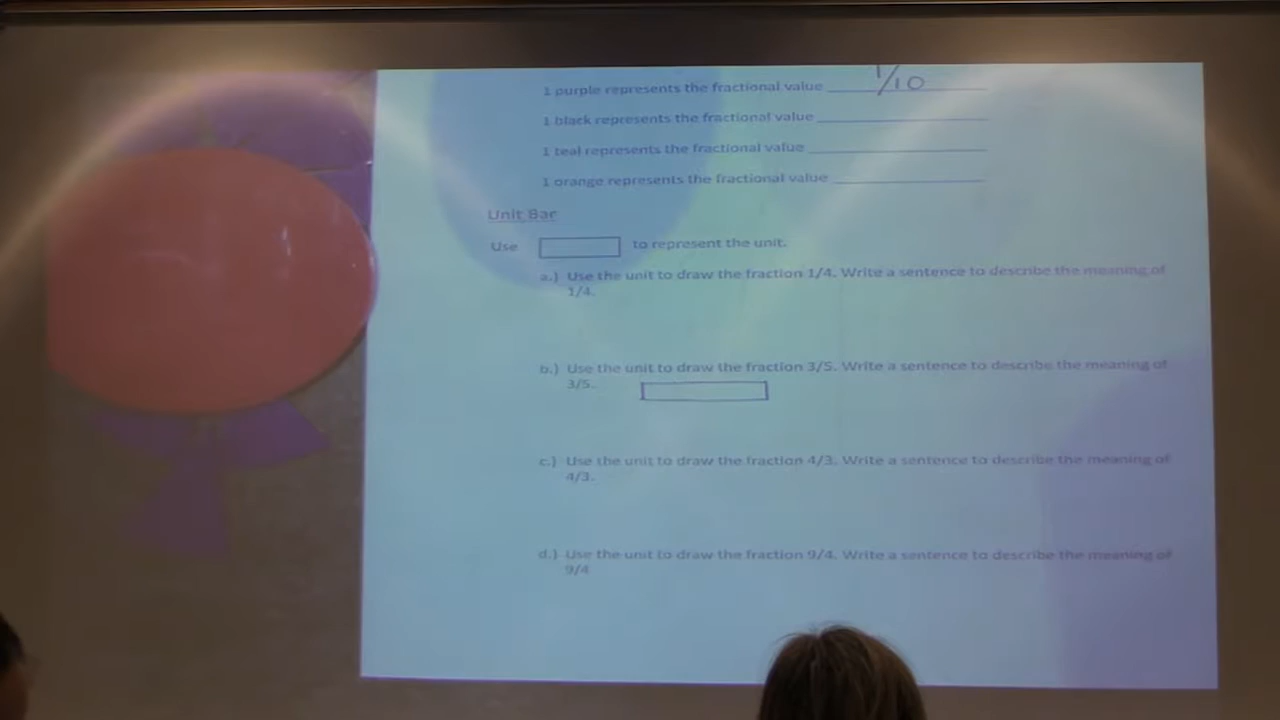 1 purple represents the fractional value 1/10
1 black represents the fractional value
1 teal represents the fractional value
1 orange represents the fractional value
Unit Bar
Use to represent the unit.
a.) Use the unit to draw the fraction 1/4. Write a sentence to describe the meaning of
1/4.
b.) Use the unit to draw the fraction 3/5. Write a sentence to describe the meaning of
3/5.
c.) Use the unit to draw the fraction 4/3. Write a sentence to describe the meaning of
4/3.
d.) Use the unit to draw the fraction 9/4. Write a sentence to describe the meaning of
9/4